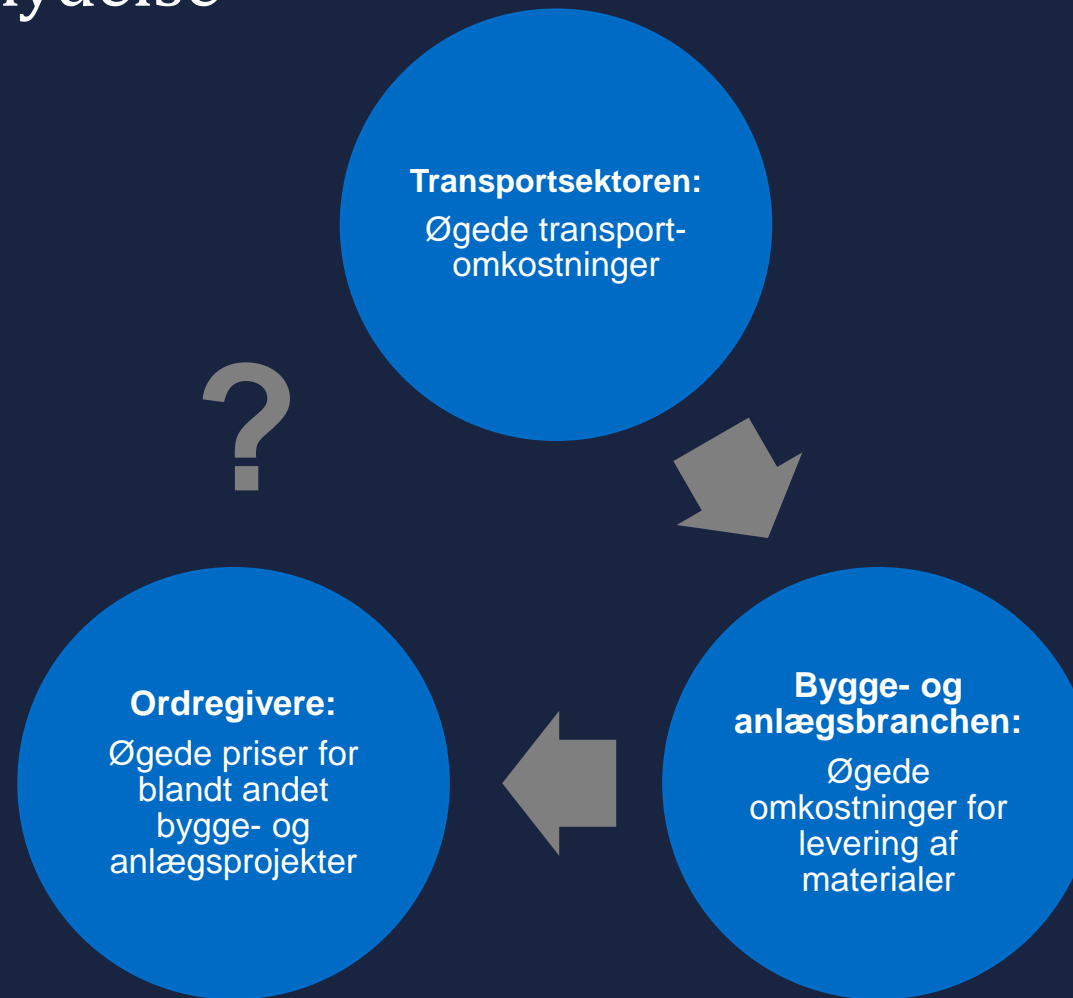 Transportsektoren:
Øgede transport-
omkostninger
?
Ordregivere:
Øgede priser for
blandt andet
bygge- og
anlægsprojekter
Bygge- og
anlægsbranchen:
Øgede
omkostninger for
levering af
materialer